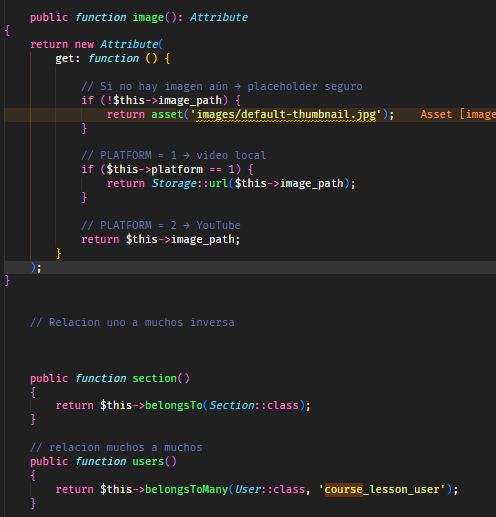 public function image(): Attribute
{
return new Attribute(
get: function () {
// Si no hay imagen aún → placeholder seguro
if (!$this->image_path) {
return asset('images/default-thumbnail.jpg'); Asset [image
}
// PLATFORM = 1 → video local
if ($this->platform == 1) {
return Storage::url($this->image_path);
}
// PLATFORM = 2 → YouTube
return $this->image_path;
}
);
}
// Relacion uno a muchos inversa
public function section()
{
return $this->belongsTo(Section::class);
}
// relacion muchos a muchos
public function users()
{
return $this->belongsToMany(User::class, 'course_lesson_user');
}